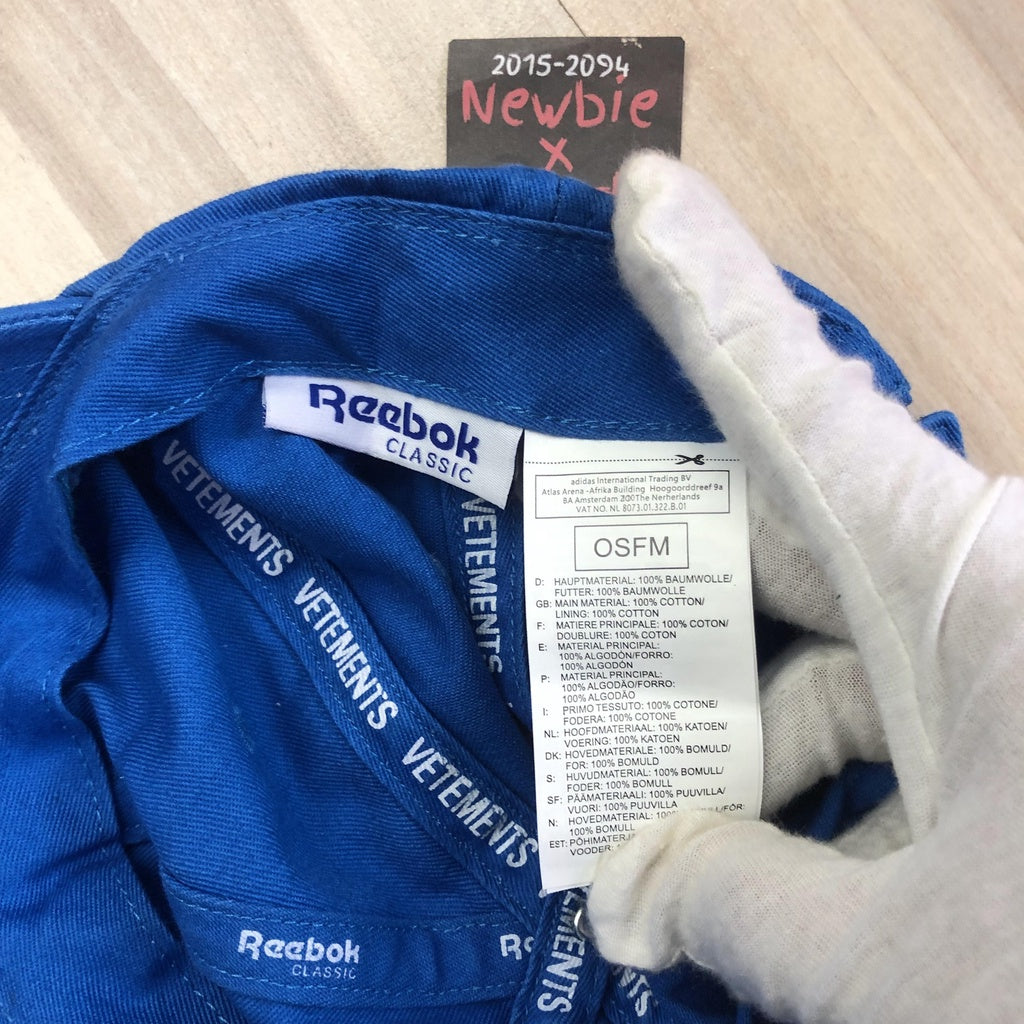 2015-2094
Newbie
X
Reebok
CLASSIC
VETEMENTS
VETEMENTS
VETEMENTS
VETEMENTS
adidas International Trading BV
Atlas Arena -Afrika Building Hoogoorddreef 9a
BA Amsterdam ZOOThe Nerherlands
VAT NO. NL 8073.01.322.B.01
OSFM
D: HAUPTMATERIAL: 100% BAUMWOLLE/
FUTTER: 100% BAUMWOLLE
GB: MAIN MATERIAL: 100% COTTON/
LINING: 100% COTTON
F: MATIERE PRINCIPALE: 100% COTON/
DOUBLURE: 100% COTON
E: MATERIAL PRINCIPAL:
100% ALGODÓN/FORRO:
100% ALGODÓN
P: MATERIAL PRINCIPAL:
100% ALGODÃO/FORRO:
100% ALGODÃO
I: PRIMO TESSUTO: 100% COTONE/
FODERA: 100% COTONE
NL: HOOFDMATERIAAL: 100% KATOEN/
VOERING: 100% KATOEN
DK: HOVEDMATERIALE: 100% BOMULD/
FOR: 100% BOMULD
S: HUVUDMATERIAL: 100% BOMULL/
FODER: 100% BOMULL
SF: PÄÄMATERIAALI: 100% PUUVILLA/
VUORI: 100% PUUVILLA
N: HOVEDMATERIAL: 100%
100% BOMULL
EST:
VOODER:
Reebok
CLASSIC
VETEMENTS